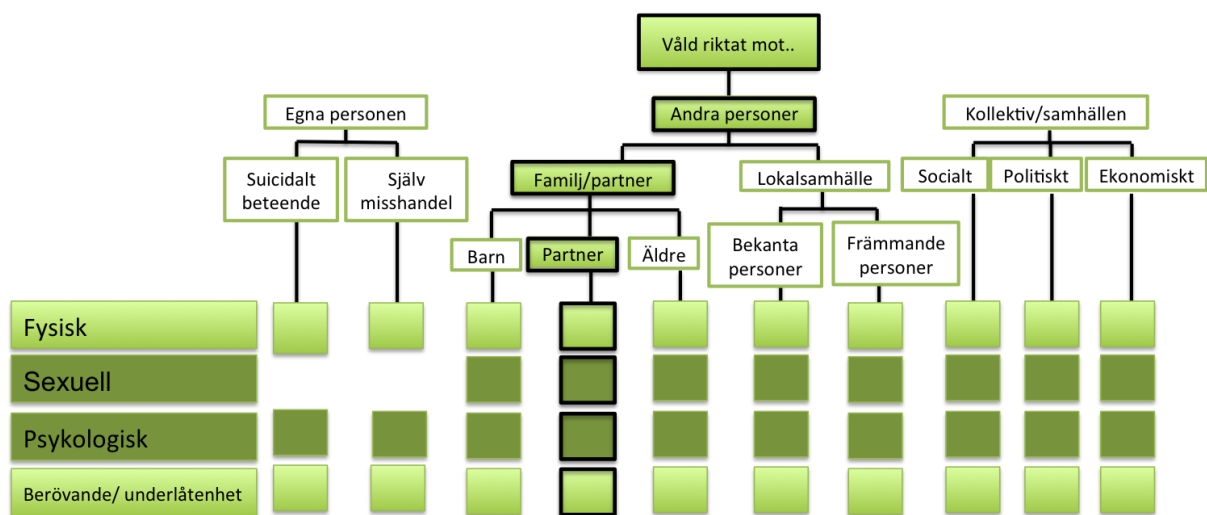 Våld riktat mot..
Egna personen
Andra personer
Kollektiv/samhällen
Suicidalt
beteende
Själv
misshandel
Familj/partner
Lokalsamhälle
Socialt
Politiskt
Ekonomiskt
Barn
Partner
Äldre
Bekanta
personer
Främmande
personer
Fysisk
Sexuell
Psykologisk
Berövande/ underlåtenhet